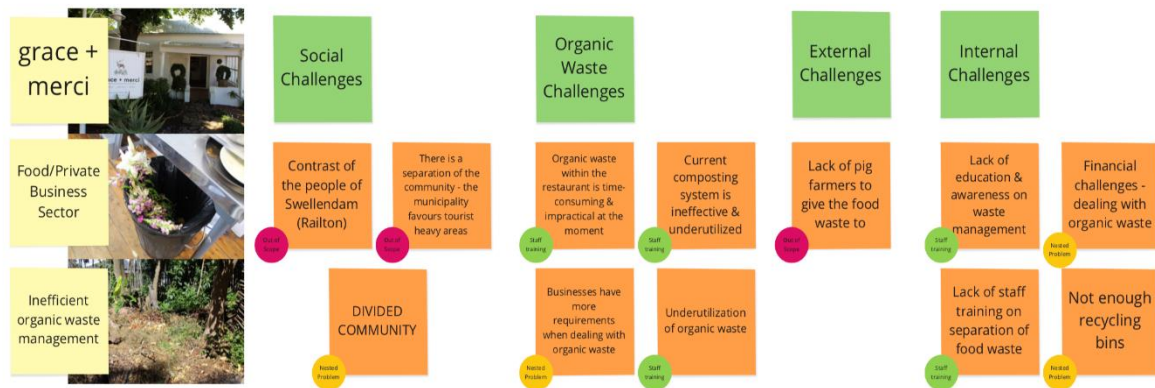 grace +
merci
ace + merci
Social
Challenges
Organic
Waste
Challenges
External
Challenges
Internal
Challenges
Food/Private
Business
Sector
Contrast of
the people of
Swellendam
(Railton)
Out of
Scope
There is a
separation of the
community - the
municipality
favours tourist
heavy areas
Out of
Scope
Organic waste
within the
restaurant is time-
consuming &
impractical at the
moment
Staff
training
Current
composting
system is
ineffective &
underutilized
Staff
training
Lack of pig
farmers to
give the food
waste to
Out of
Scope
Lack of
education &
awareness on
waste
management
Staff
training
Financial
challenges -
dealing with
organic waste
Nested
Problem
Inefficient
organic waste
management
DIVIDED
COMMUNITY
Nested
Problem
Businesses have
more
requirements
when dealing with
organic waste
Nested
Problem
Underutilization
of organic waste
Staff
training
Lack of staff
training on
separation of
food waste
Staff
training
Not enough
recycling
bins
Nested
Problem